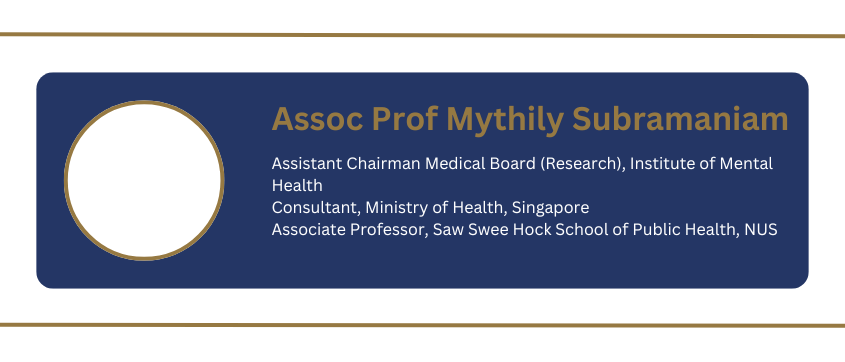 Assoc Prof Mythily Subramaniam
Assistant Chairman Medical Board (Research), Institute of Mental
Health
Consultant, Ministry of Health, Singapore
Associate Professor, Saw Swee Hock School of Public Health, NUS